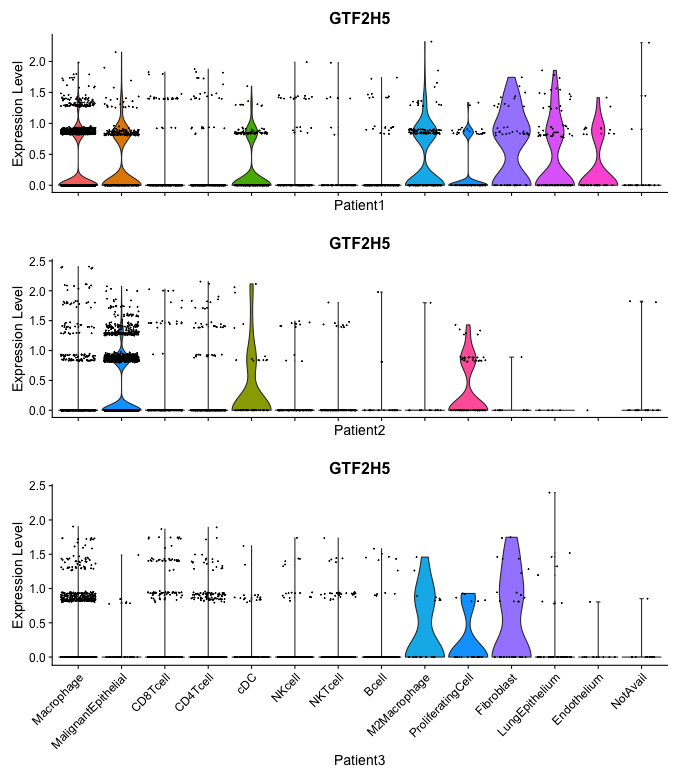 GTF2H5
Expression Level
2.0
1.5
1.0
0.5
0.0
Patient1
GTF2H5
Expression Level
2.5
2.0
1.5
1.0
0.5
0.0
Patient2
GTF2H5
Expression Level
2.5
2.0
1.5
1.0
0.5
0.0
Macrophage
MalignantEpithelial
CD8Tcell
CD4Tcell
cDC
NKcell
NKTcell
Bcell
M2Macrophage
ProliferatingCell
Fibroblast
LungEpithelium
Endothelium
NotAvail
Patient3